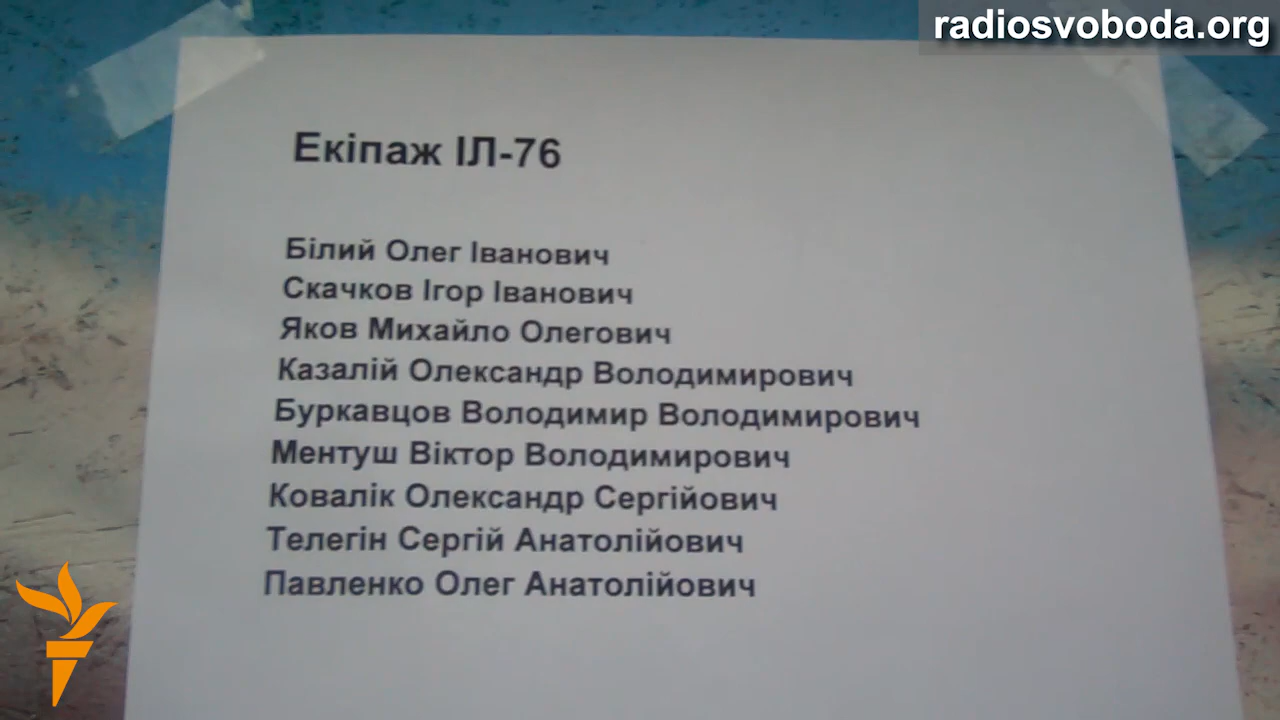 radiosvoboda.org
Екіпаж ІЛ-76
Білий Олег Іванович
Скачков Ігор Іванович
Яков Михайло Олегович
Казалій Олександр Володимирович
Буркавцов Володимир Володимирович
Ментуш Віктор Володимирович
Ковалік Олександр Сергійович
Телегін Сергій Анатолійович
Павленко Олег Анатолійович